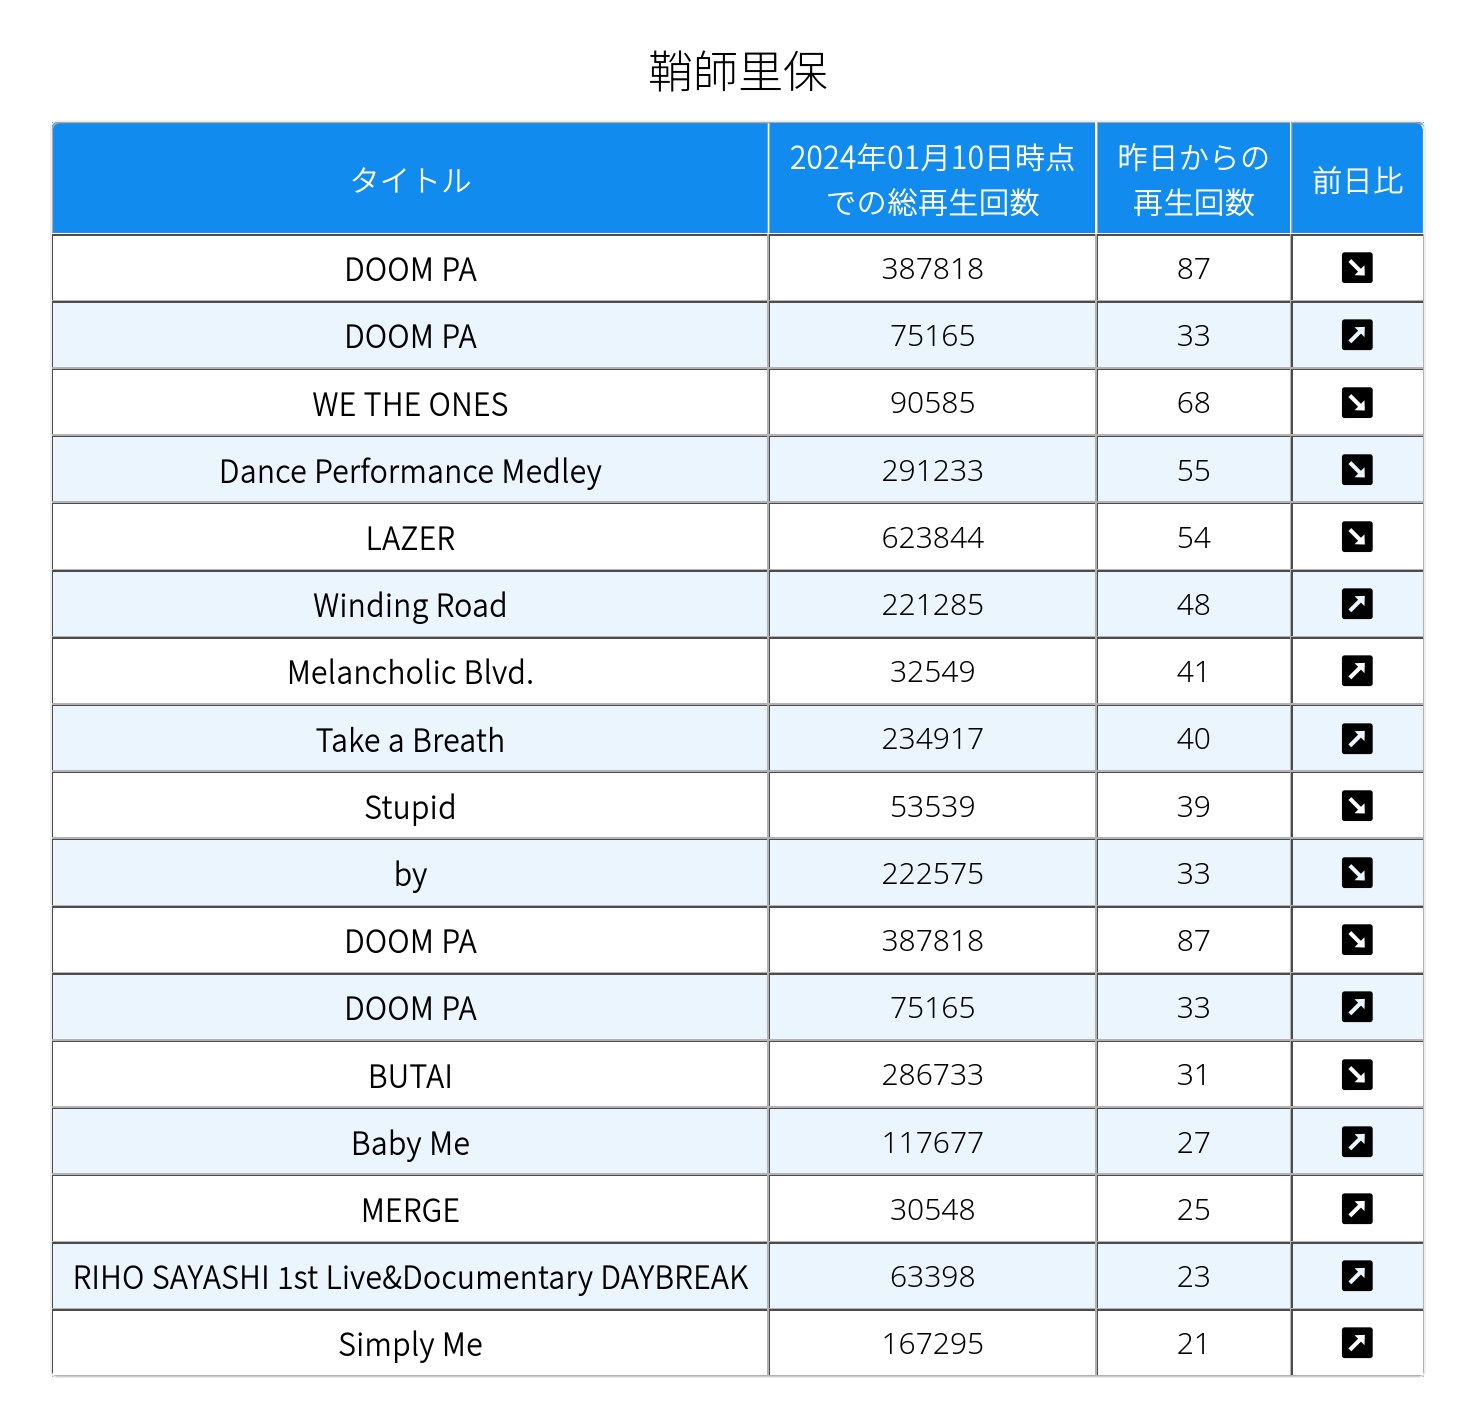 鞘師里保
タイトル 2024年01月10日時点での総再生回数 昨日からの再生回数 前日比
DOOM PA 387818 87 ↘
DOOM PA 75165 33 ↗
WE THE ONES 90585 68 ↘
Dance Performance Medley 291233 55 ↘
LAZER 623844 54 ↘
Winding Road 221285 48 ↗
Melancholic Blvd. 32549 41 ↗
Take a Breath 234917 40 ↗
Stupid 53539 39 ↘
by 222575 33 ↘
DOOM PA 387818 87 ↘
DOOM PA 75165 33 ↗
BUTAI 286733 31 ↘
Baby Me 117677 27 ↗
MERGE 30548 25 ↗
RIHO SAYASHI 1st Live&Documentary DAYBREAK 63398 23 ↗
Simply Me 167295 21 ↗